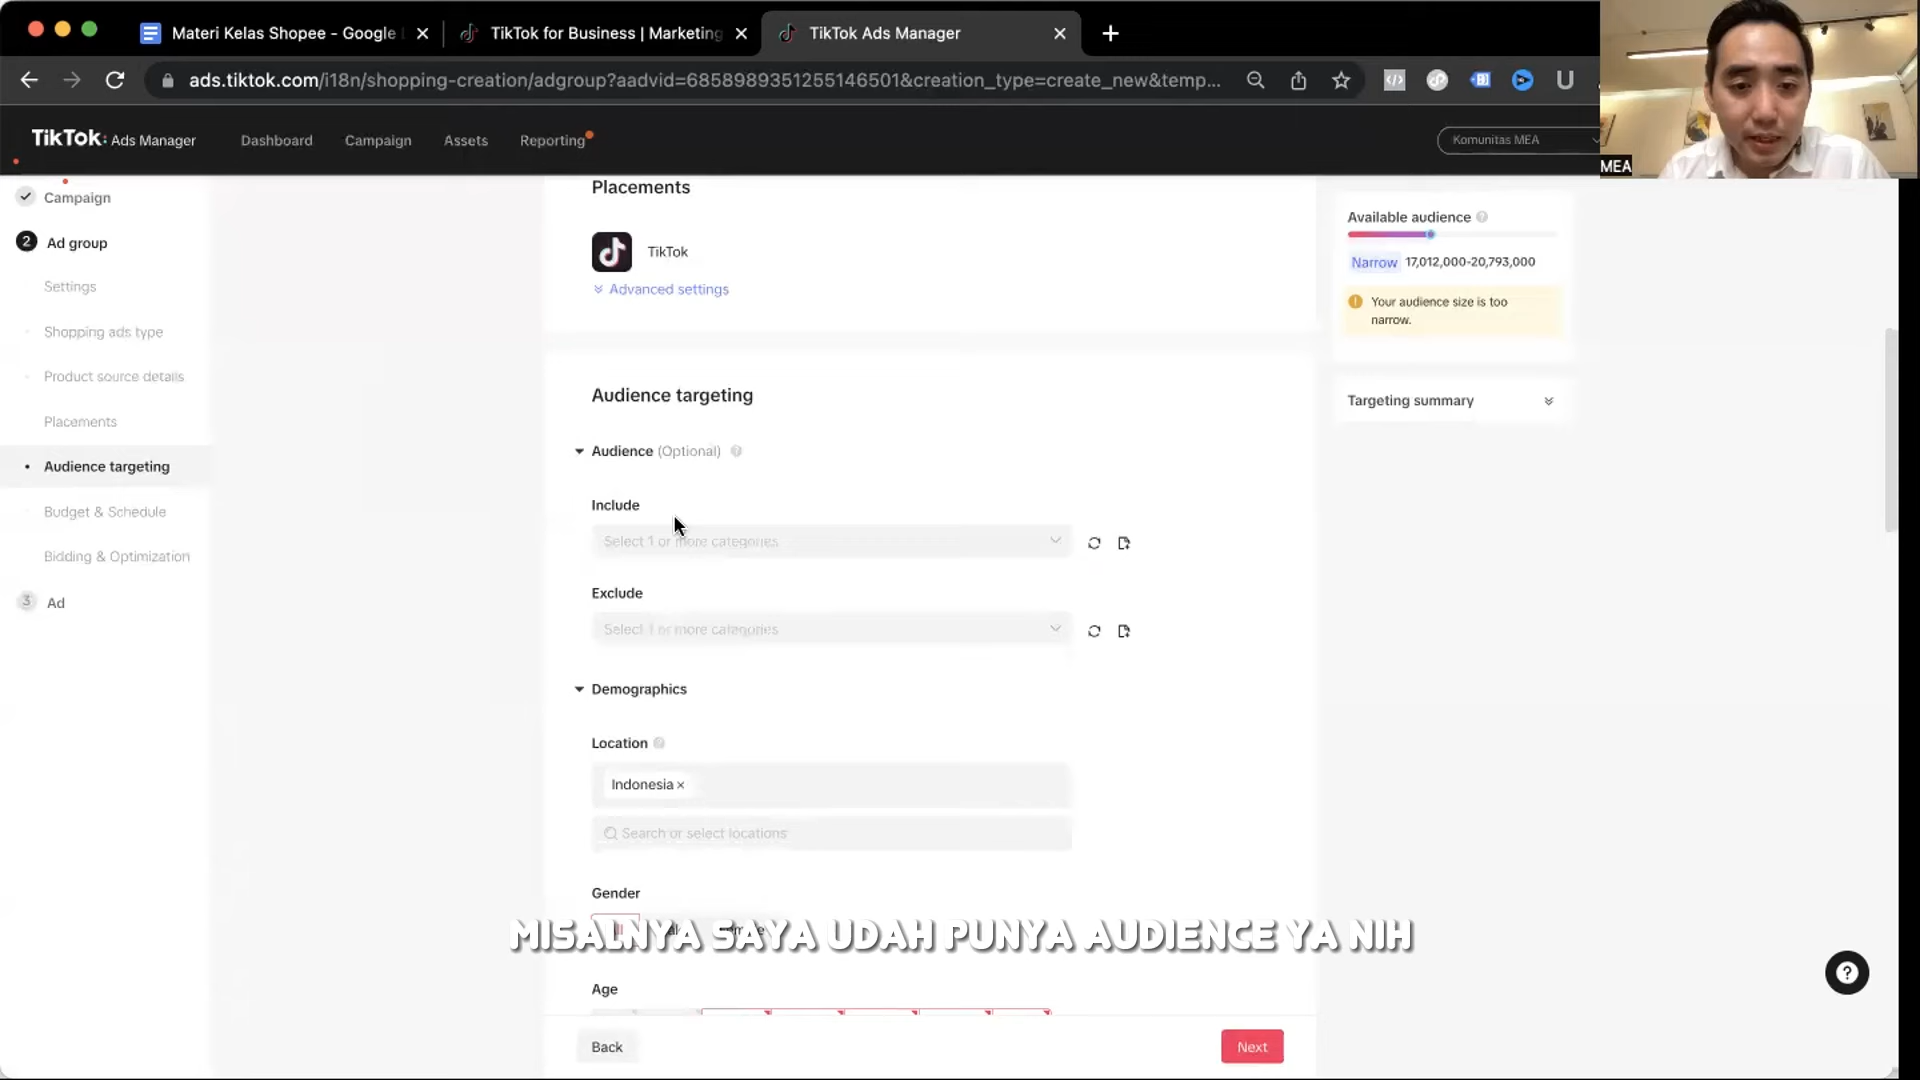 Materi Kelas Shopee - Google
TikTok for Business | Marketing
TikTok Ads Manager
ads.tiktok.com/i18n/shopping-creation/adgroup?aadvid=6858989351255146501&creation_type=create_new&temp...
TikTok: Ads Manager
Dashboard
Campaign
Assets
Reporting
Komunitas MEA
MEA
Campaign
2 Ad group
Settings
Shopping ads type
Product source details
Placements
Audience targeting
Budget & Schedule
Bidding & Optimization
3 Ad
Placements
TikTok
Advanced settings
Audience targeting
Audience (Optional)
Include
Select 1 or more categories
Exclude
Select 1 or more categories
Demographics
Location
Indonesia ×
Search or select locations
Gender
MISALNYA SAYA UDAH PUNYA AUDIENCE YA NIH
Age
Back
Next
Available audience
Narrow 17,012,000-20,793,000
Your audience size is too
narrow.
Targeting summary